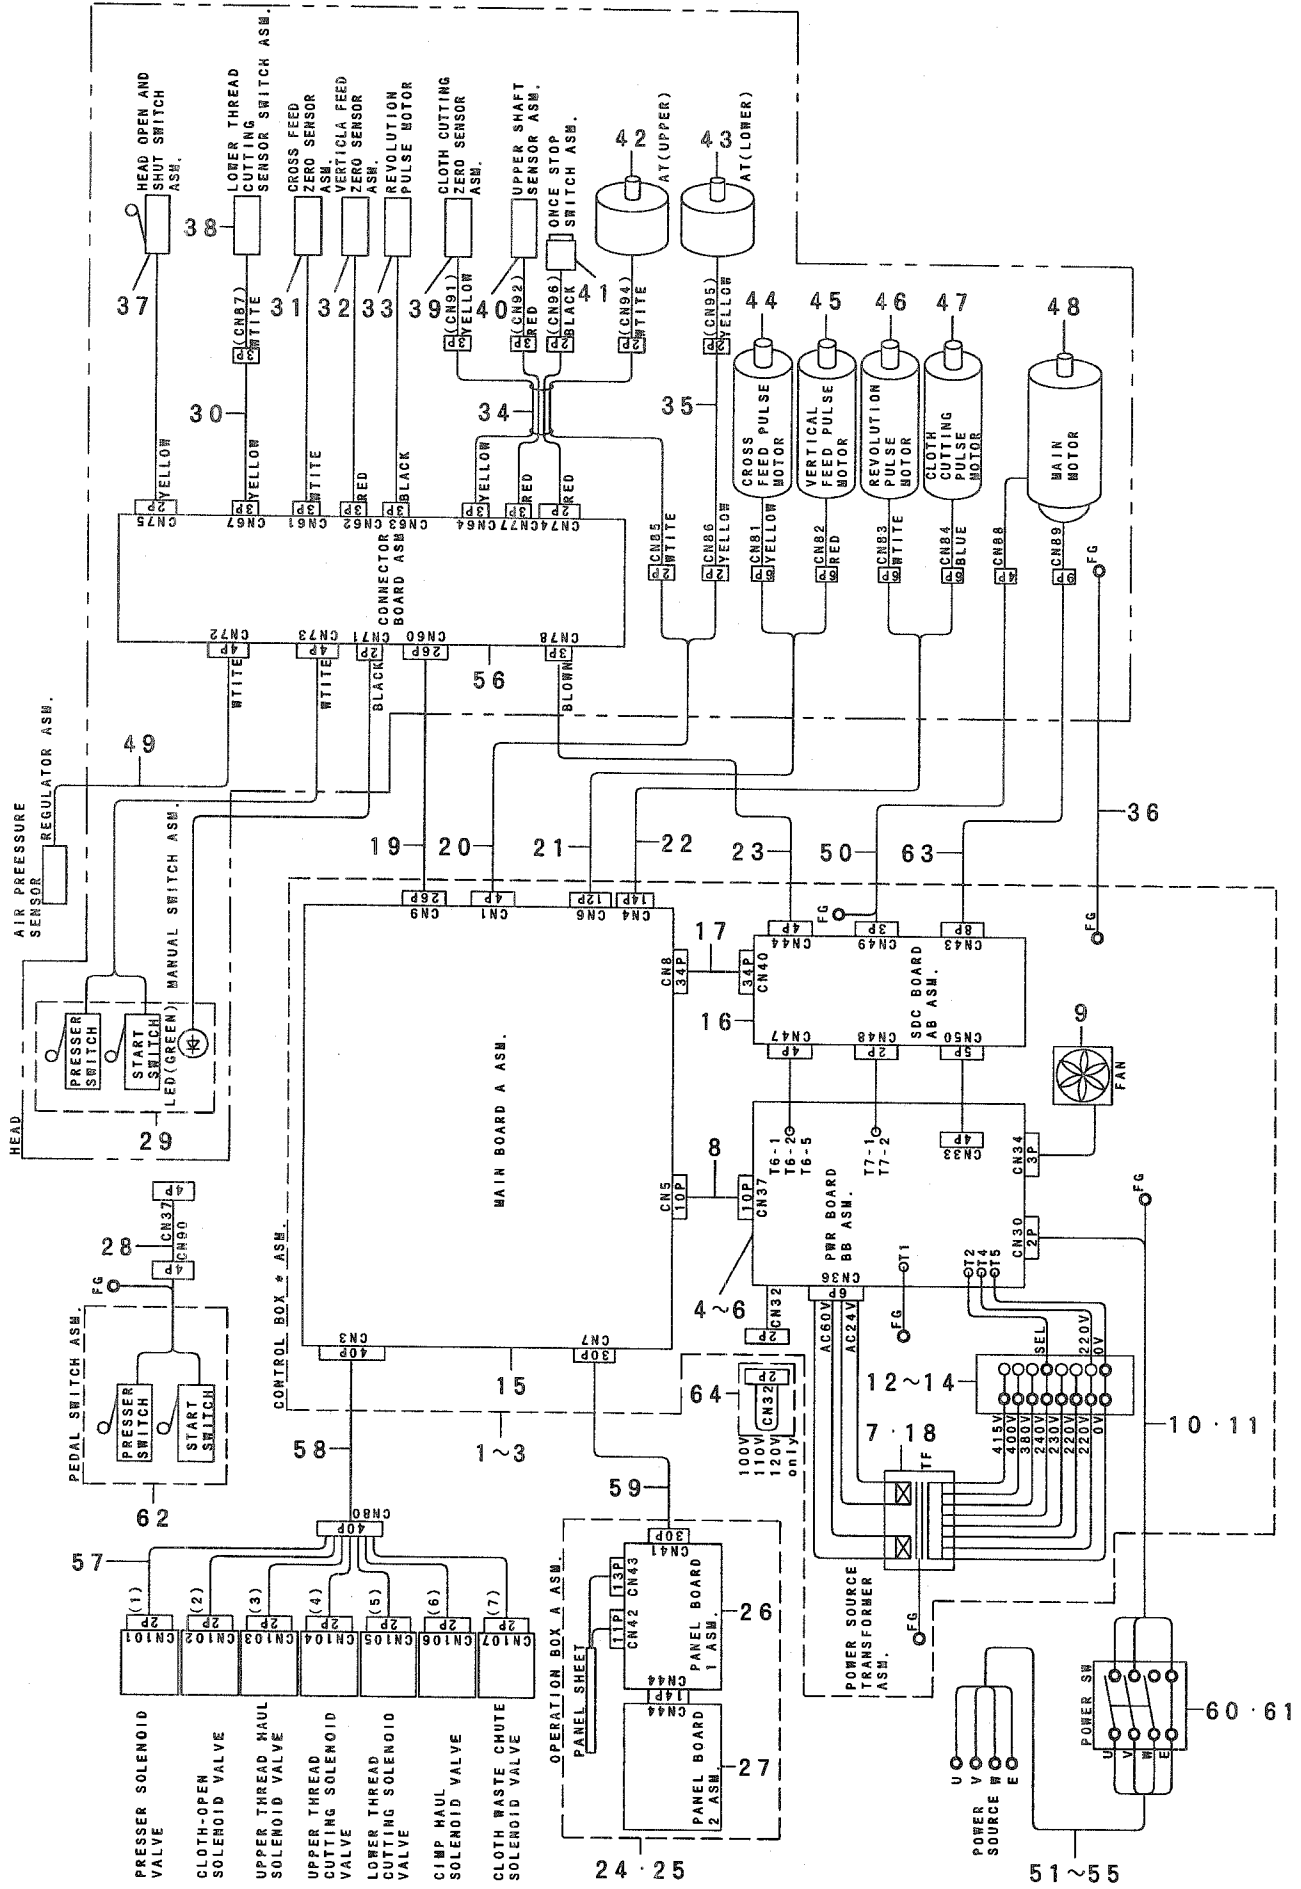 HEAD OPEN AND
SHUT SWITCH
ASM.
LOWER THREAD
CUTTING
SENSOR SWITCH ASM.
CROSS FEED
ZERO SENSOR
ASM.
VERTICLA FEED
ZERO SENSOR
ASM.
REVOLUTION
PULSE MOTOR
CLOTH CUTTING
ZERO SENSOR
ASM.
UPPER SHAFT
SENSOR ASM.
ONCE STOP
SWITCH ASM.
42
AT(UPPER)
43
AT(LOWER)
37
38
31
32
33
39
40
41
(CN87)
3P
WTITE
(CN91)
3P
YELLOW
(CN92)
3P
RED
(CN96)
2P
BLACK
(CN94)
2P
WTITE
(CN95)
2P
YELLOW
44
45
46
47
48
30
34
35
CROSS
FEED PULSE
MOTOR
VERTICAL
FEED PULSE
MOTOR
REVOLUTION
PULSE
MOTOR
CLOTH
CUTTING
PULSE
MOTOR
MAIN
MOTOR
YELLOW
2P
CN75
YELLOW
3P
CN67
WTITE
3P
CN61
RED
3P
CN62
BLACK
3P
CN63
YELLOW
3P
CN64
RED
3P
CN77
RED
2P
CN74
CONNECTOR
BOARD ASM
CN85
2P
WTITE
CN86
2P
YELLOW
CN81
6P
YELLOW
CN82
6P
RED
CN83
6P
WTITE
CN84
6P
BLUE
CN88
4P
CN89
9P
FG
CN72
4P
WTITE
CN73
4P
WTITE
CN71
2P
BLACK
CN60
26P
56
CN78
3P
BLOWN
49
AIR PREESSURE
SENSOR
REGULATOR ASM.
19
20
21
22
23
50
63
36
26P
CN9
4P
CN1
12P
CN6
14P
CN4
FG
4P
CN44
3P
CN49
8P
CN43
FG
HEAD
PRESSER
SWITCH
START
SWITCH
LED(GREEN)
MANUAL SWITCH ASM.
29
CN8
34P
17
34P
CN40
16
SDC BOARD
AB ASM.
CN47
4P
CN48
2P
CN50
5P
9
FAN
MAIN BOARD A ASM.
T6-1
T6-2
T6-5
T7-1
T7-2
4P
CN33
CN34
3P
CN5
10P
8
10P
CN37
PWR BOARD
BB ASM.
CN30
2P
FG
4~6
CN32
2P
CN36
6P
T1
FG
T2
T4
T5
AC60V
AC24V
28
4P
CN37
CN90
4P
FG
PEDAL SWITCH ASM.
PRESSER
SWITCH
START
SWITCH
62
CONTROL BOX * ASM.
CN3
40P
CN7
30P
15
1~3
58
59
64
2P
CN32
100V
110V
120V
only
12~14
SEL
220V
0V
415V
400V
380V
240V
230V
220V
220V
0V
7·18
TF
10·11
57
CN80
40P
(1)
2P
CN101
(2)
2P
CN102
(3)
2P
CN103
(4)
2P
CN104
(5)
2P
CN105
(6)
2P
CN106
(7)
2P
CN107
PRESSER SOLENOID
VALVE
CLOTH-OPEN
SOLENOID VALVE
UPPER THREAD HAUL
SOLENOID VALVE
UPPER THREAD
CUTTING SOLENOID
VALVE
LOWER THREAD
CUTTING SOLENOID
VALVE
CIMP HAUL
SOLENOID VALVE
CLOTH WASTE CHUTE
SOLENOID VALVE
OPERATION BOX A ASM.
PANEL SHEET
30P
CN41
13P
CN43
11P
CN42
PANEL BOARD
1 ASM.
26
CN44
14P
CN44
PANEL BOARD
2 ASM.
27
24·25
POWER SOURCE
TRANSFORMER
ASM.
FG
POWER SW
U
V
W
E
60·61
U
V
W
E
POWER
SOURCE
51~55